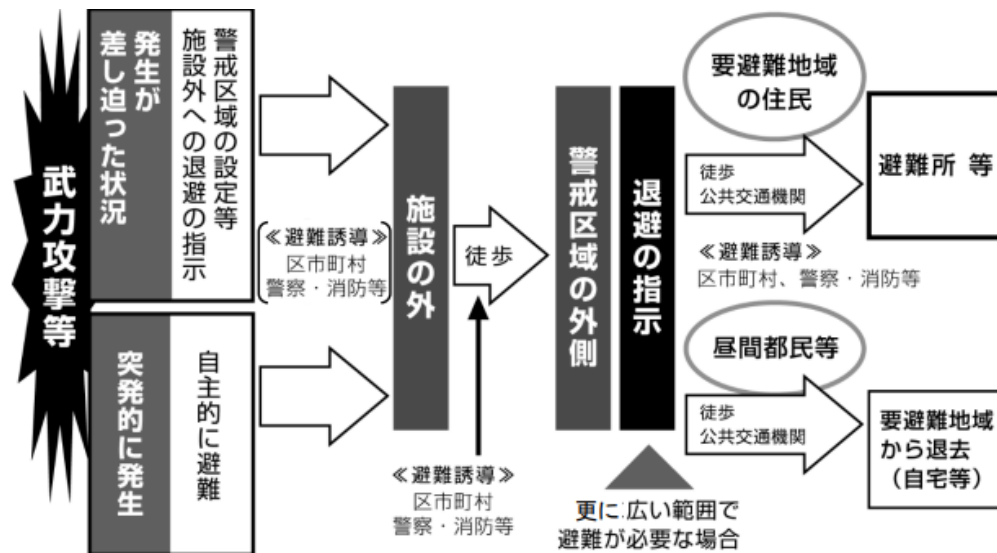 武力攻撃等
発生が
差し迫った状況
警戒区域の設定等
施設外への退避の指示
突発的に発生
自主的に避難
≪避難誘導≫
区市町村
警察・消防等
施設の外
徒歩
≪避難誘導≫
区市町村
警察・消防等
警戒区域の外側
退避の指示
更に広い範囲で
避難が必要な場合
要避難地域
の住民
徒歩
公共交通機関
≪避難誘導≫
区市町村、警察・消防等
避難所 等
昼間都民等
徒歩
公共交通機関
要避難地域
から退去
（自宅等）